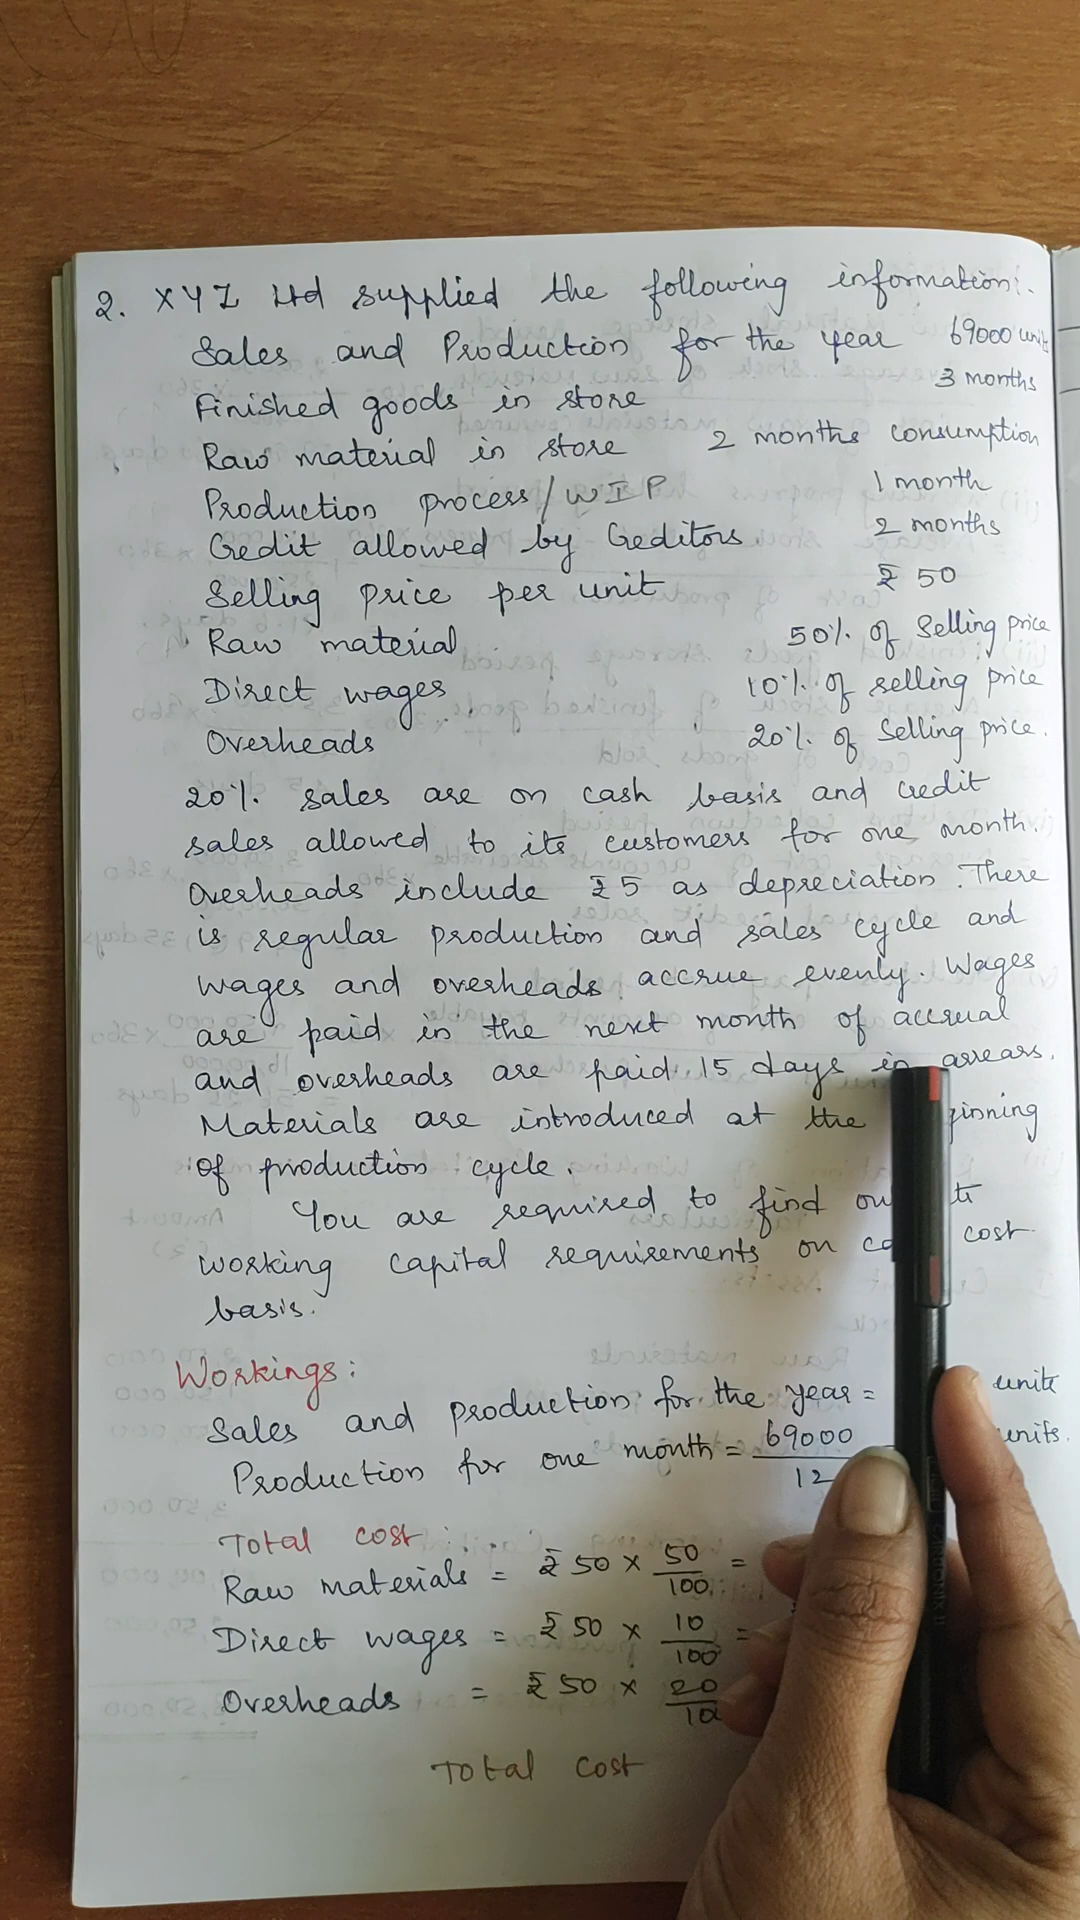 2. XYZ Ltd supplied the following information:-
Sales and Production for the year 69000 units
Finished goods in store 3 months
Raw material in store 2 months consumption
Production process/WIP 1 month
Credit allowed by Creditors. 2 months
Selling price per unit ₹ 50
Raw material 50% of Selling price
Direct wages 10% of selling price
Overheads 20% of Selling price.
20% sales are on cash basis and credit
sales allowed to its customers for one month.
Overheads include ₹5 as depreciation. There
is regular production and sales cycle and
wages and overheads accrue evenly. Wages
are paid in the next month of accrual
and overheads are paid 15 days in arrears.
Materials are introduced at the ginning
of production cycle.
You are required to find
working capital requirements on cost
basis.
Workings:
Sales and production for the year = units
Production for one month = 69000 / 12 units.
Total cost:
Raw materials = ₹ 50 × 50/100 =
Direct wages = ₹ 50 × 10/100 =
Overheads = ₹ 50 × 20/10
Total cost